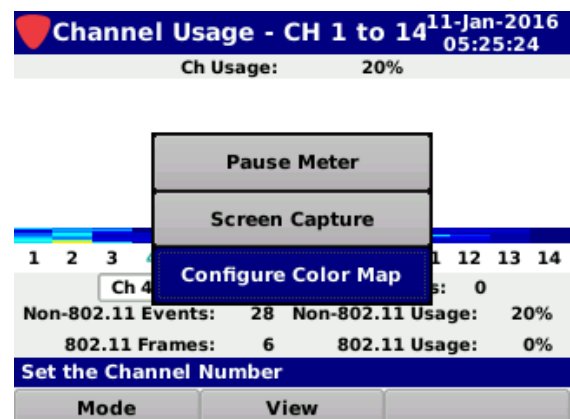 Channel Usage - CH 1 to 14
11-Jan-2016
05:25:24
Ch Usage: 20%
Pause Meter
Screen Capture
Configure Color Map
1 2 3 12 13 14
Ch 4 0
Non-802.11 Events: 28 Non-802.11 Usage: 20%
802.11 Frames: 6 802.11 Usage: 0%
Set the Channel Number
Mode View